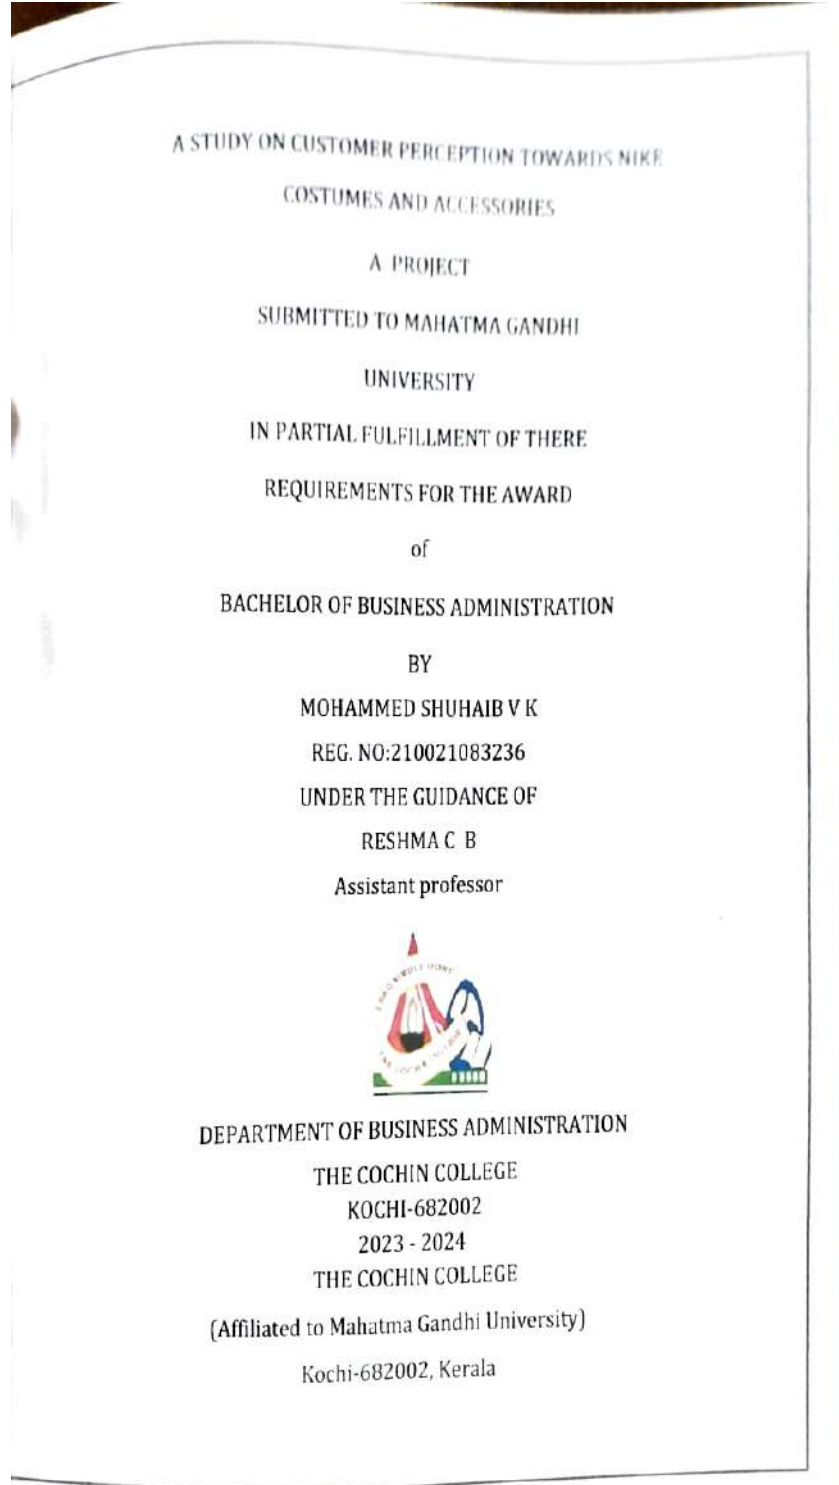 A STUDY ON CUSTOMER PERCEPTION TOWARDS NIKE
COSTUMES AND ACCESSORIES
A PROJECT
SUBMITTED TO MAHATMA GANDHI
UNIVERSITY
IN PARTIAL FULFILLMENT OF THERE
REQUIREMENTS FOR THE AWARD
of
BACHELOR OF BUSINESS ADMINISTRATION
BY
MOHAMMED SHUHAIB V K
REG. NO:210021083236
UNDER THE GUIDANCE OF
RESHMA C B
Assistant professor
DEPARTMENT OF BUSINESS ADMINISTRATION
THE COCHIN COLLEGE
KOCHI-682002
2023 - 2024
THE COCHIN COLLEGE
(Affiliated to Mahatma Gandhi University)
Kochi-682002, Kerala